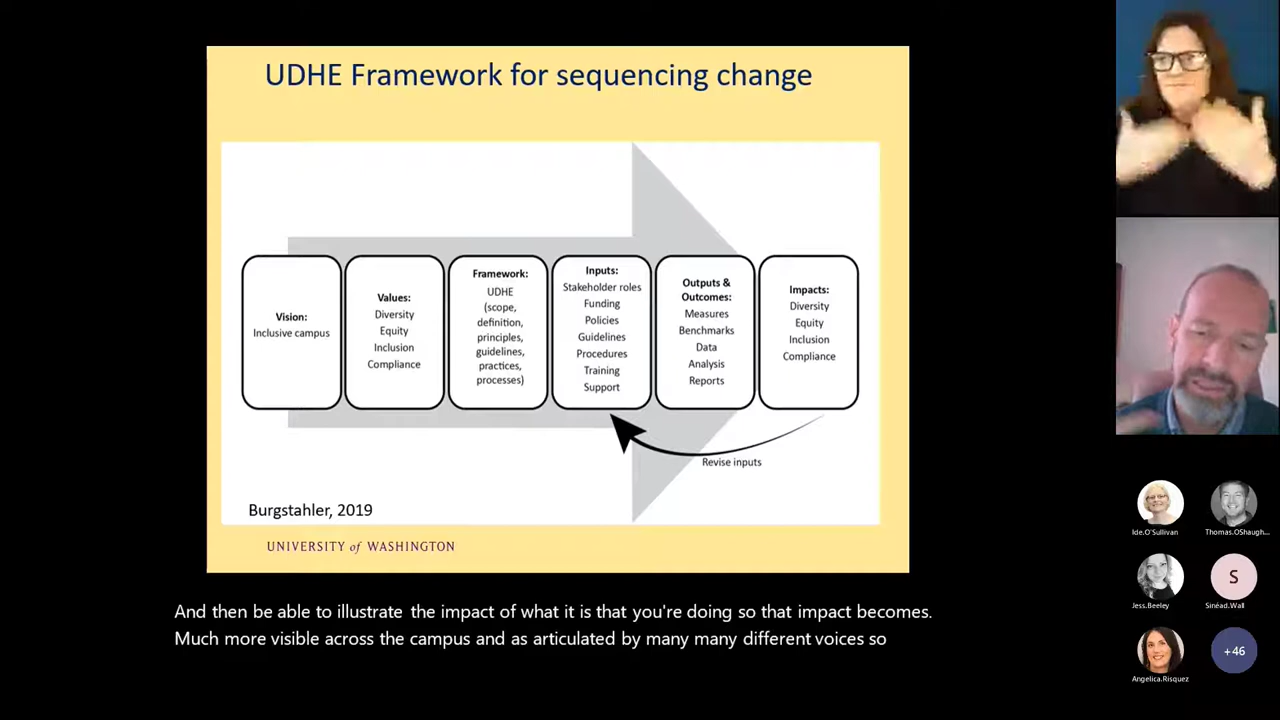 UDHE Framework for sequencing change
Vision:
Inclusive campus
Values:
Diversity
Equity
Inclusion
Compliance
Framework:
UDHE
(scope,
definition,
principles,
guidelines,
practices,
processes)
Inputs:
Stakeholder roles
Funding
Policies
Guidelines
Procedures
Training
Support
Outputs &
Outcomes:
Measures
Benchmarks
Data
Analysis
Reports
Impacts:
Diversity
Equity
Inclusion
Compliance
Revise inputs
Burgstahler, 2019
UNIVERSITY of WASHINGTON
And then be able to illustrate the impact of what it is that you're doing so that impact becomes.
Much more visible across the campus and as articulated by many many different voices so
Ide.O'Sullivan
Thomas.OShaugh...
Jess.Beeley
S
Sinéad.Wall
Angelica.Risquez
+46